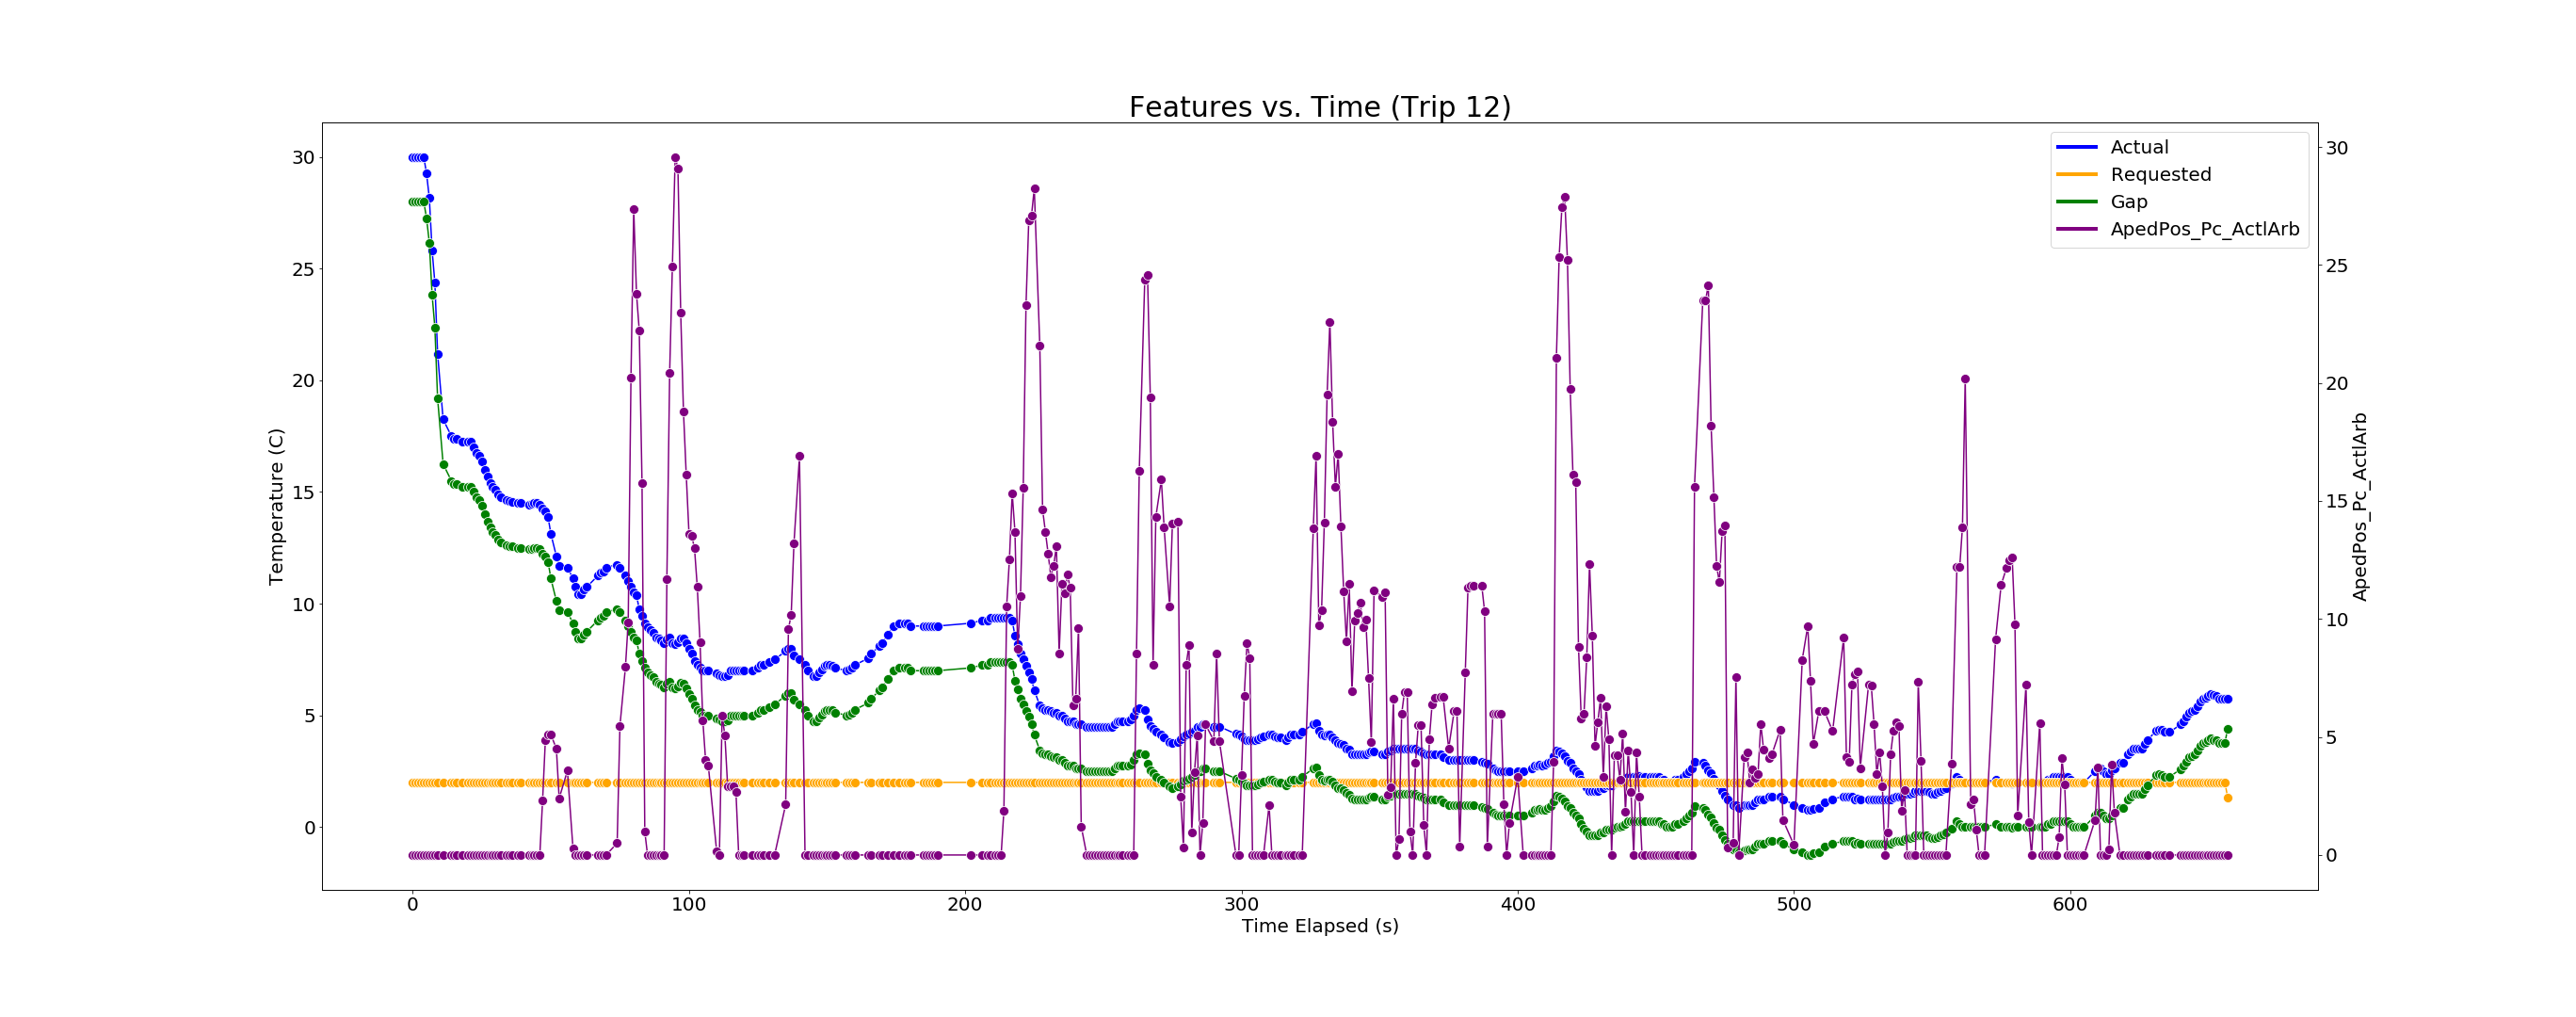 Features vs. Time (Trip 12)
Actual
Requested
Gap
ApedPos_Pc_ActlArb
30
25
20
15
10
5
0
Temperature (C)
30
25
20
15
10
5
0
ApedPos_Pc_ActlArb
0 100 200 300 400 500 600
Time Elapsed (s)